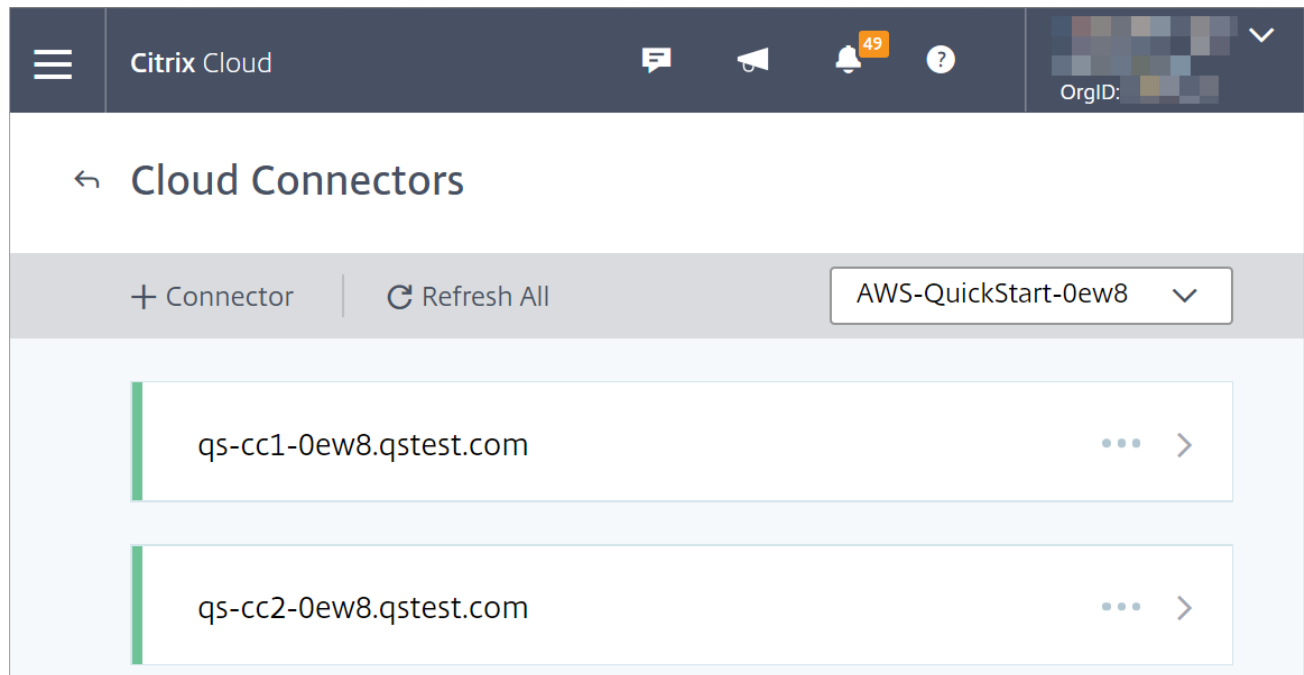 Citrix Cloud
49
?
OrgID:
Cloud Connectors
+ Connector
Refresh All
AWS-QuickStart-0ew8
qs-cc1-0ew8.qstest.com
qs-cc2-0ew8.qstest.com